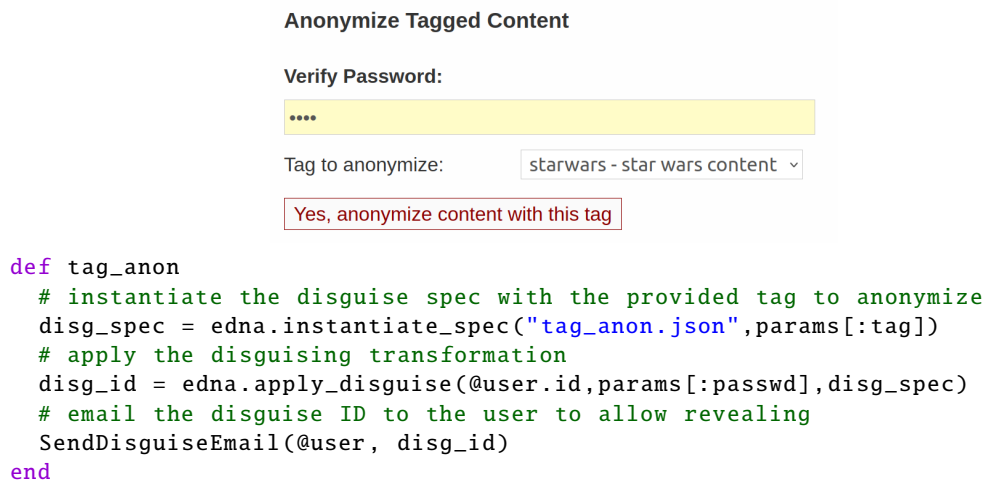 Anonymize Tagged Content
Verify Password:
••••
Tag to anonymize: starwars - star wars content
Yes, anonymize content with this tag
def tag_anon
  # instantiate the disguise spec with the provided tag to anonymize
  disg_spec = edna.instantiate_spec("tag_anon.json",params[:tag])
  # apply the disguising transformation
  disg_id = edna.apply_disguise(@user.id,params[:passwd],disg_spec)
  # email the disguise ID to the user to allow revealing
  SendDisguiseEmail(@user, disg_id)
end